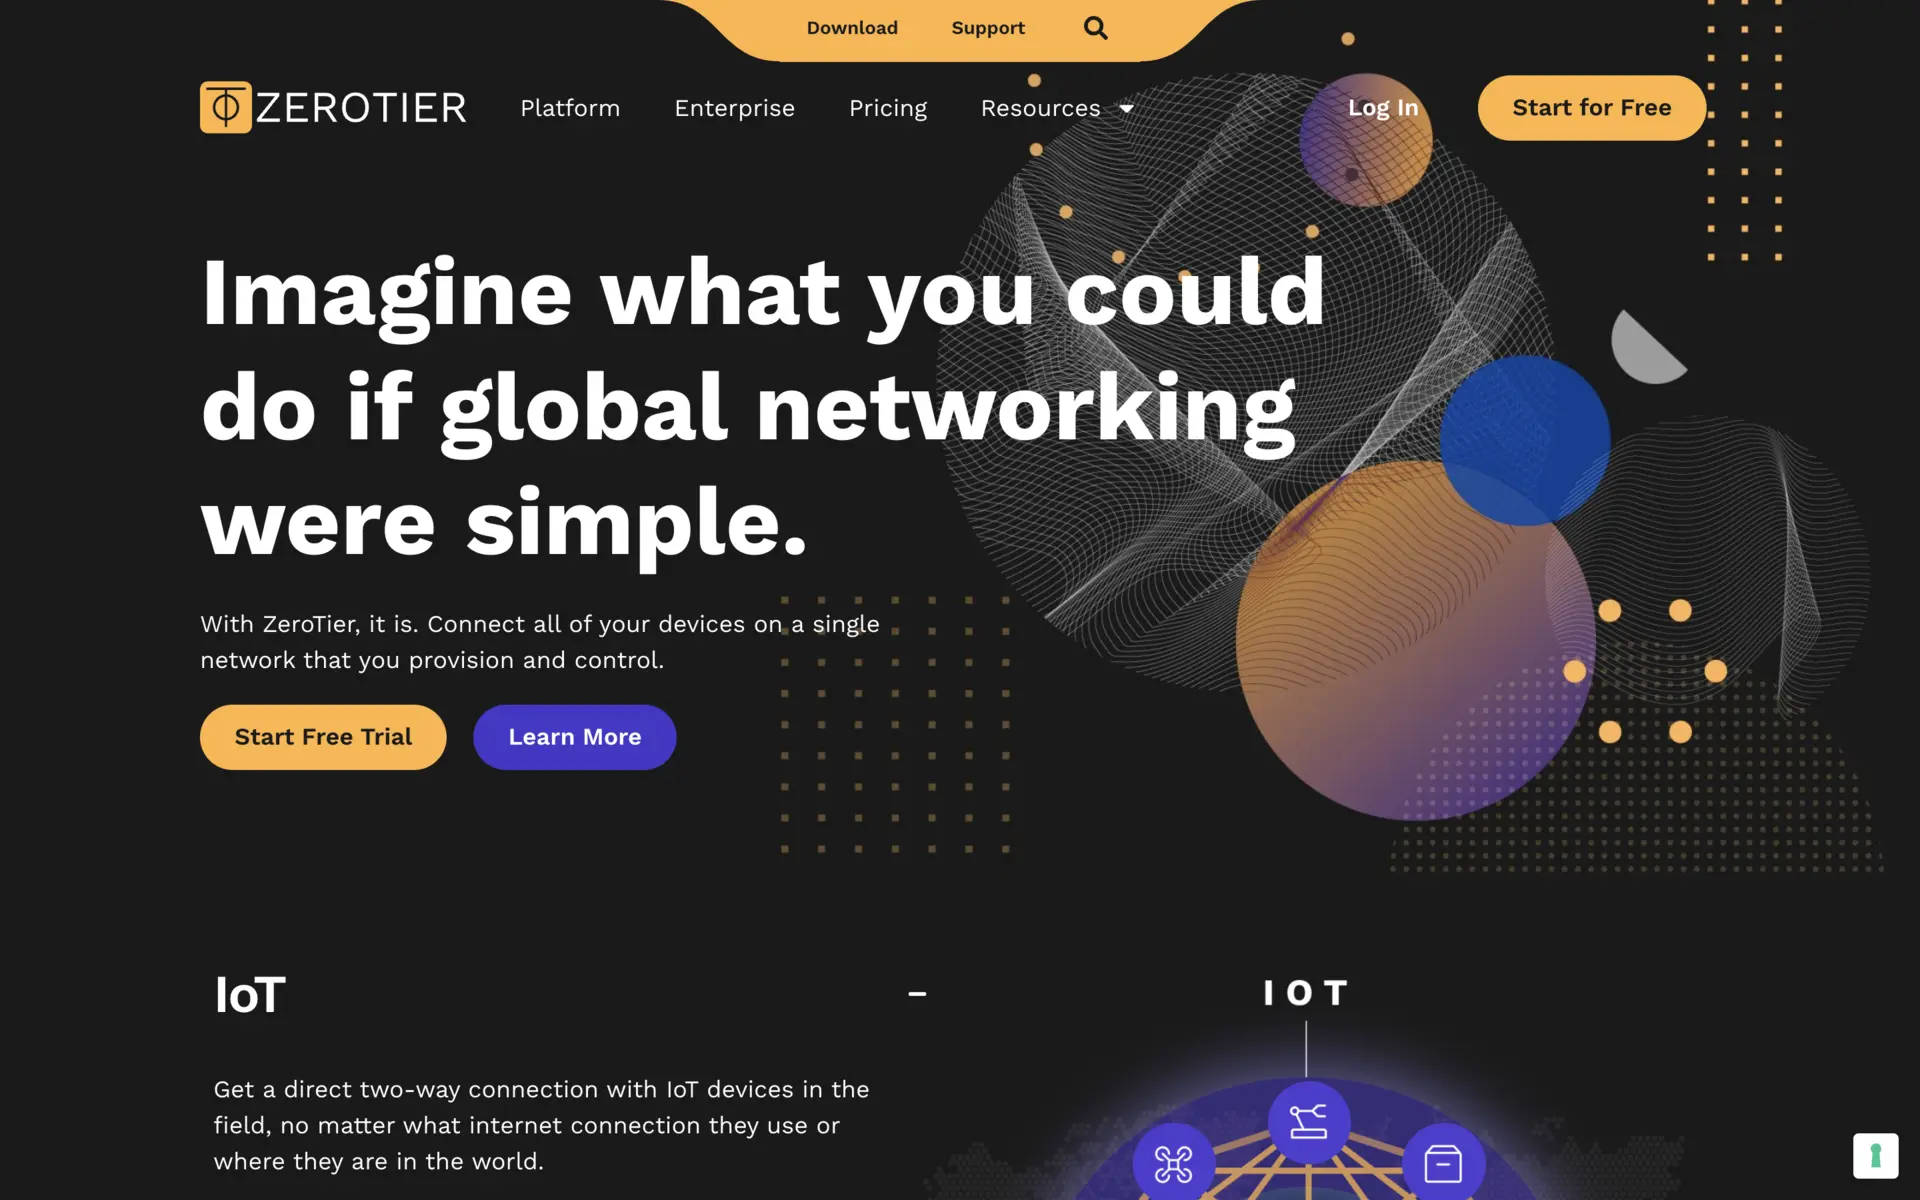 Download Support
ZEROTIER Platform Enterprise Pricing Resources Log In Start for Free
Imagine what you could
do if global networking
were simple.
With ZeroTier, it is. Connect all of your devices on a single
network that you provision and control.
Start Free Trial Learn More
IoT
IOT
Get a direct two-way connection with IoT devices in the
field, no matter what internet connection they use or
where they are in the world.